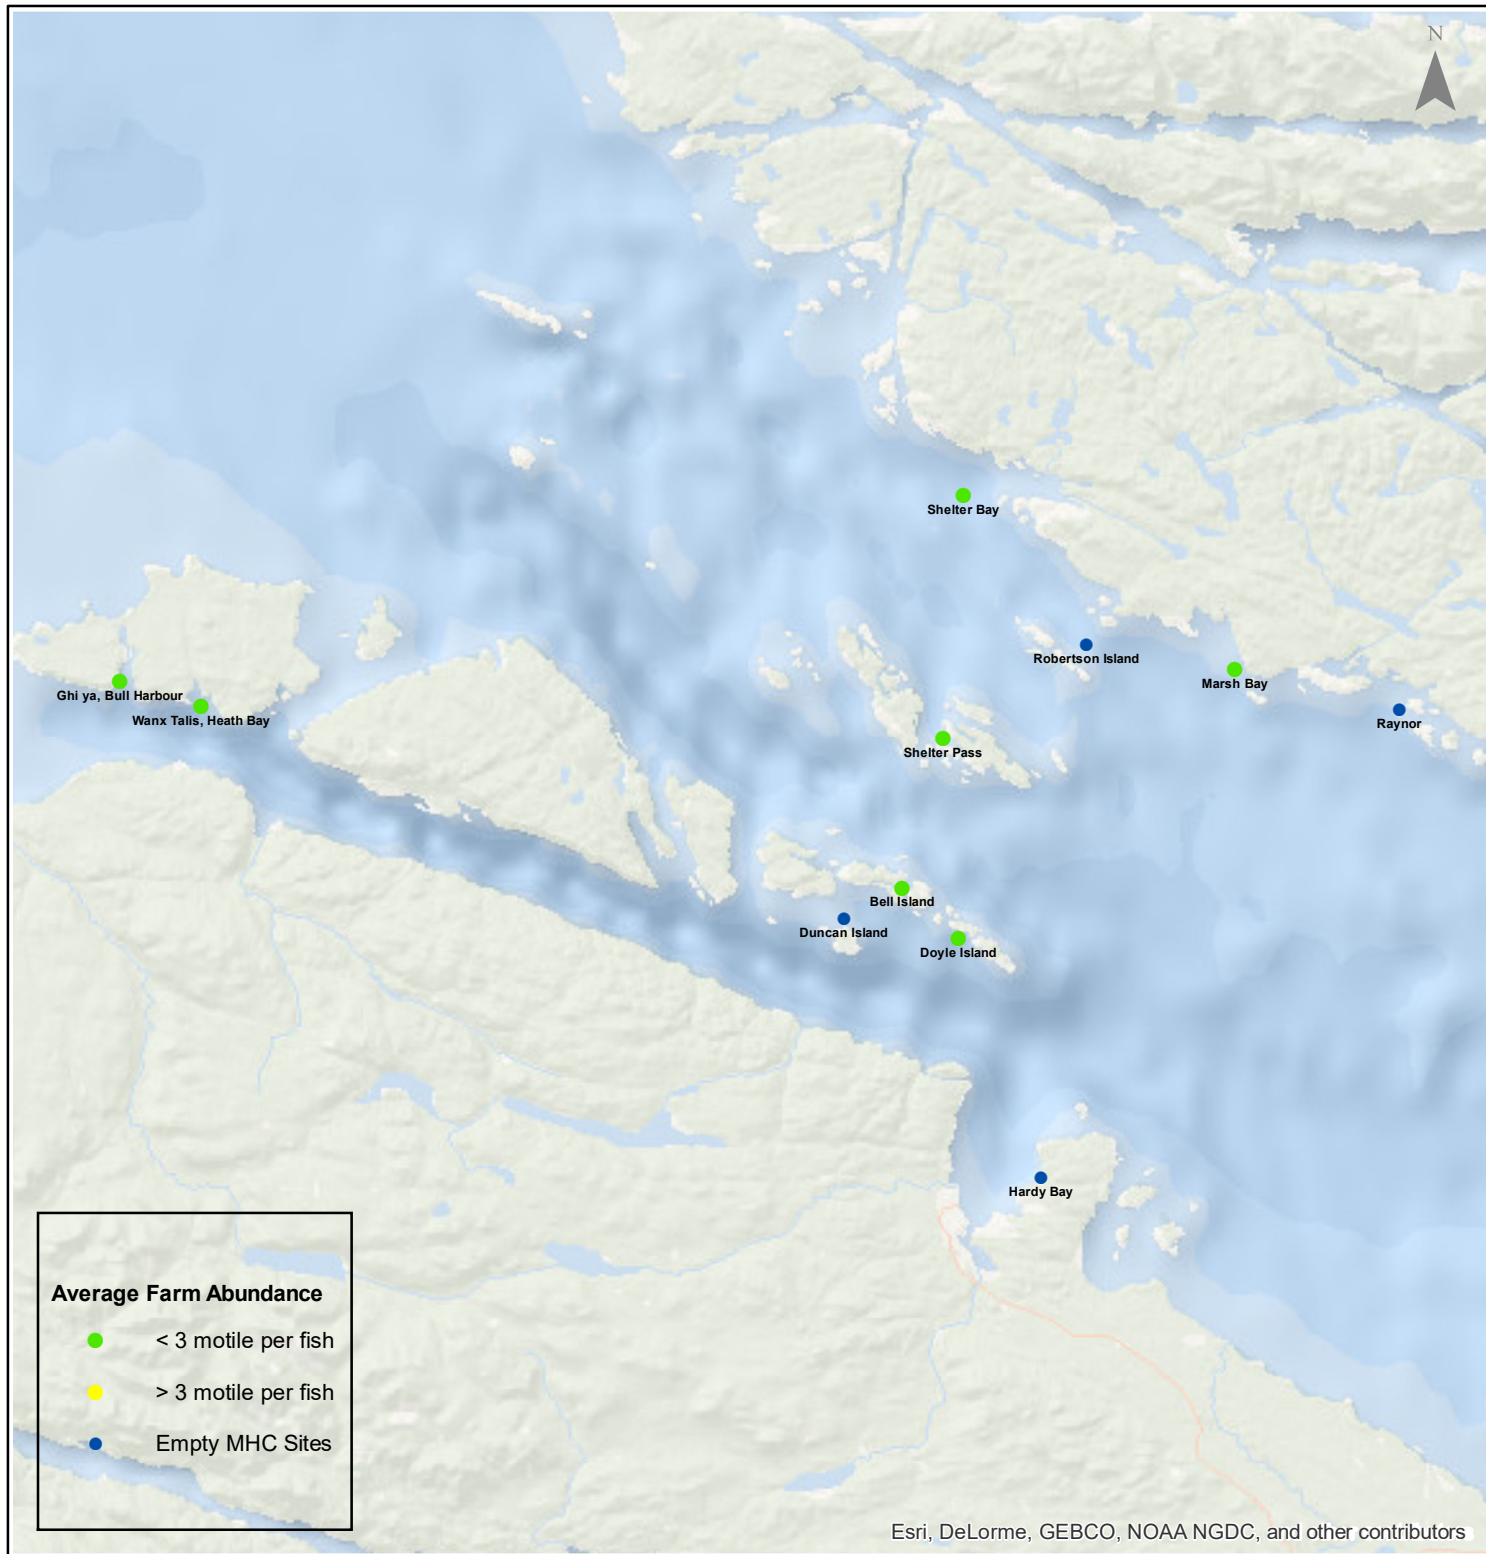 N
Shelter Bay
Robertson Island
Marsh Bay
Ghi ya, Bull Harbour
Wanx Talis, Heath Bay
Raynor
Shelter Pass
Bell Island
Duncan Island
Doyle Island
Hardy Bay
Average Farm Abundance
< 3 motile per fish
> 3 motile per fish
Empty MHC Sites
Esri, DeLorme, GEBCO, NOAA NGDC, and other contributors